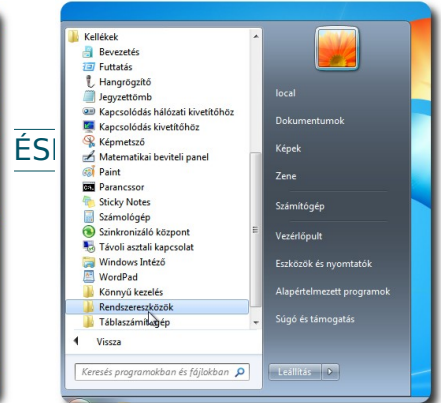 ÉS
Kellékek
Bevezetés
Futtatás
Hangrögzítő
Jegyzettömb
Kapcsolódás hálózati kivetítőhöz
Kapcsolódás kivetítőhöz
Képmetsző
Matematikai beviteli panel
Paint
Parancssor
Sticky Notes
Számológép
Szinkronizáló központ
Távoli asztali kapcsolat
Windows Intéző
WordPad
Könnyű kezelés
Rendszereszközök
Táblaszámítógép
Vissza
Keresés programokban és fájlokban
local
Dokumentumok
Képek
Zene
Számítógép
Vezérlőpult
Eszközök és nyomtatók
Alapértelmezett programok
Súgó és támogatás
Leállítás